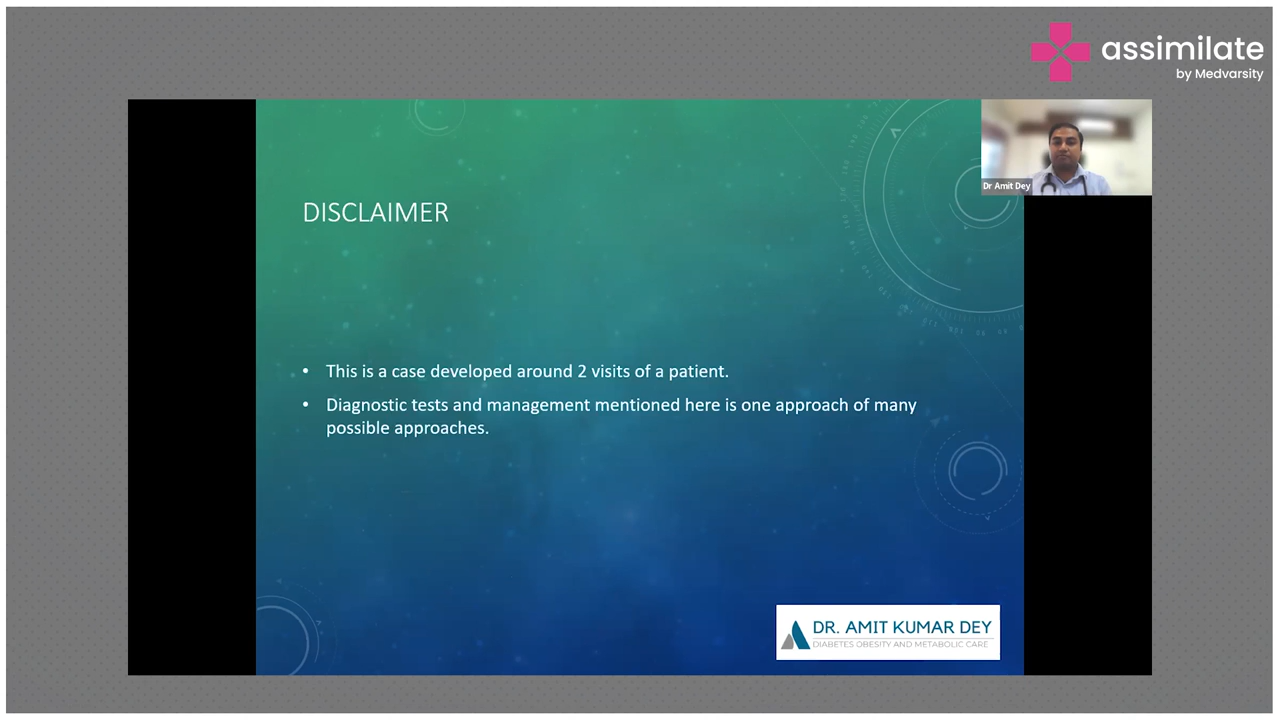 assimilate
by Medvarsity
Dr Amit Dey
DISCLAIMER
• This is a case developed around 2 visits of a patient.
• Diagnostic tests and management mentioned here is one approach of many
possible approaches.
DR. AMIT KUMAR DEY
DIABETES OBESITY AND METABOLIC CARE